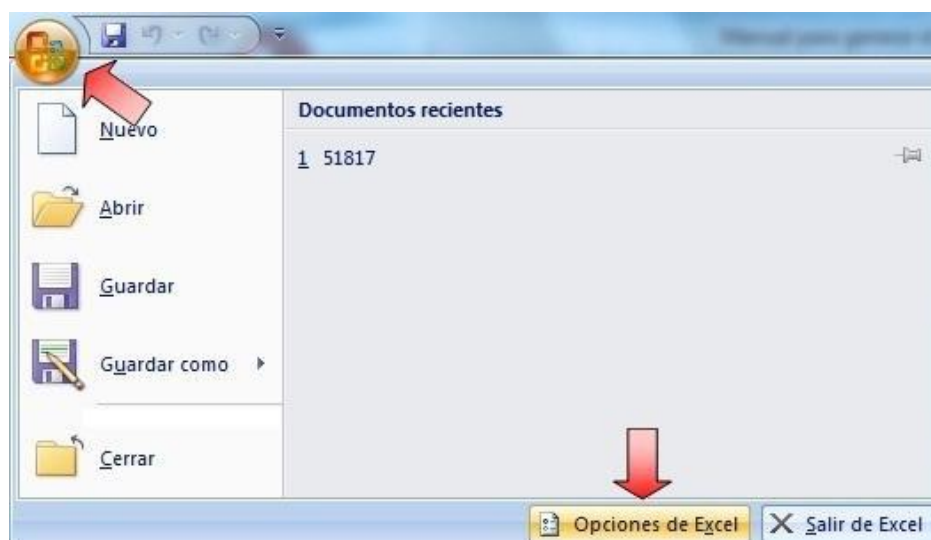 Documentos recientes
Nuevo
1 51817
Abrir
Guardar
Guardar como
Cerrar
Opciones de Excel
Salir de Excel